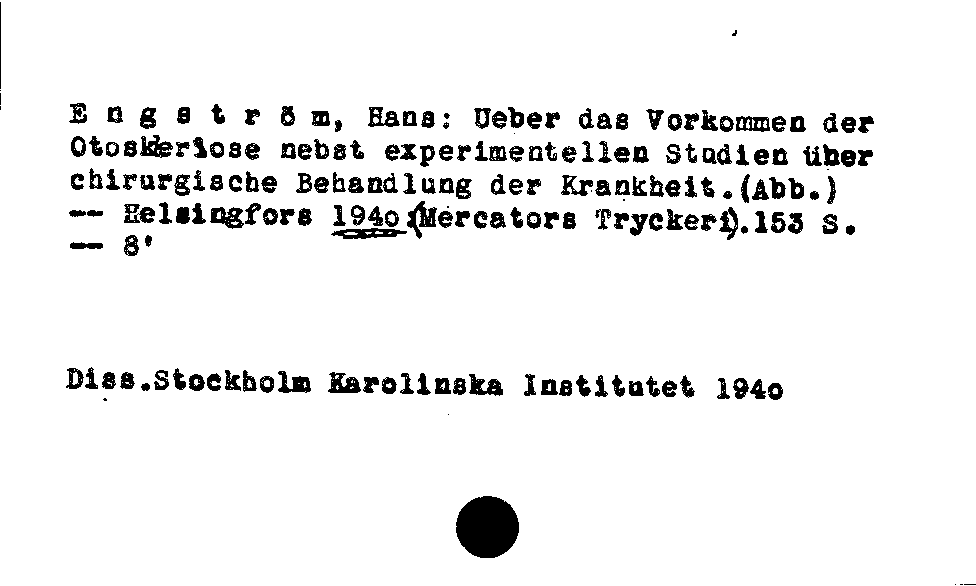 E n g s t r ö m, Hans: Ueber das Vorkommen der
Otoskleriose nebst experimentellen Studien über
chirurgische Behandlung der Krankheit.(Abb.)
-- Helsingfors 194o:(Mercators Tryckeri).153 S.
-- 8'
Diss.Stockholm Karolinska Institutet 194o